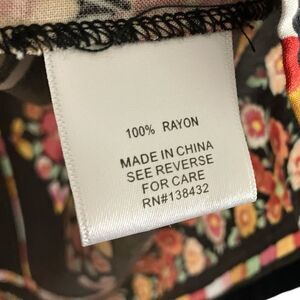 100% RAYON
MADE IN CHINA
SEE REVERSE
FOR CARE
RN#138432